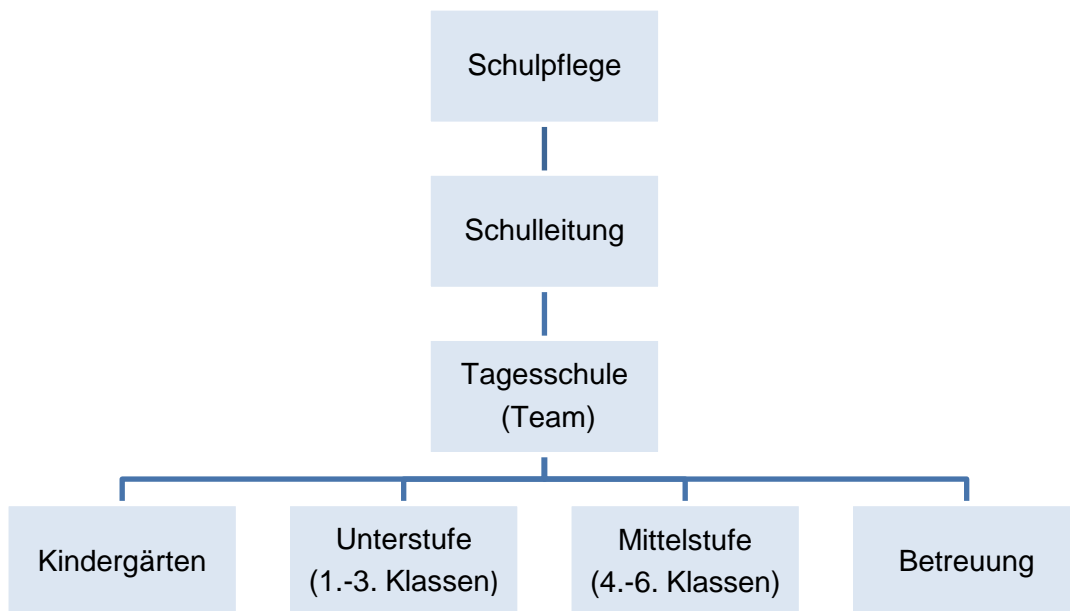 Schulpflege
Schulleitung
Tagesschule
(Team)
Kindergärten
Unterstufe
(1.-3. Klassen)
Mittelstufe
(4.-6. Klassen)
Betreuung